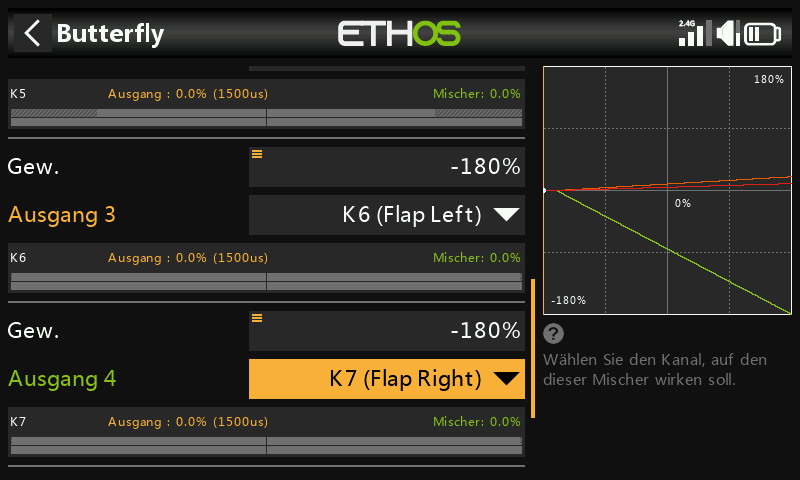 Butterfly
ETHOS
2.4G
K5 Ausgang : 0.0% (1500us) Mischer: 0.0%
Gew. -180%
Ausgang 3 K6 (Flap Left)
K6 Ausgang : 0.0% (1500us) Mischer: 0.0%
Gew. -180%
Ausgang 4 K7 (Flap Right)
K7 Ausgang : 0.0% (1500us) Mischer: 0.0%
180%
0%
-180%
?
Wählen Sie den Kanal, auf den
dieser Mischer wirken soll.